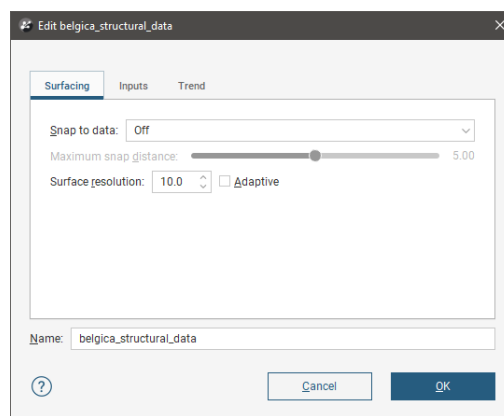 Edit belgica_structural_data
Surfacing Inputs Trend
Snap to data: Off
Maximum snap distance: 5.00
Surface resolution: 10.0 Adaptive
Name: belgica_structural_data
? Cancel OK